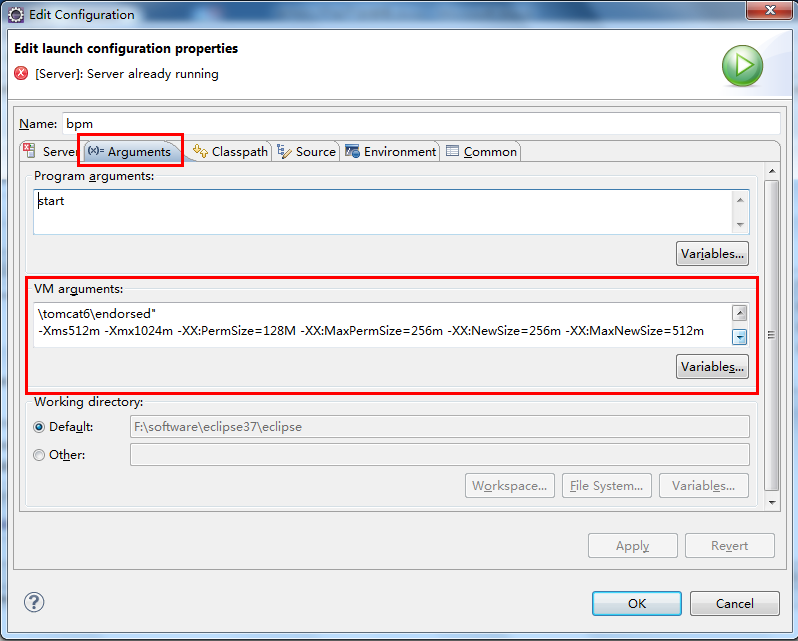 Edit Configuration
Edit launch configuration properties
[Server]: Server already running
Name: bpm
Server (x)= Arguments Classpath Source Environment Common
Program arguments:
start
Variables...
VM arguments:
\tomcat6\endorsed"
-Xms512m -Xmx1024m -XX:PermSize=128M -XX:MaxPermSize=256m -XX:NewSize=256m -XX:MaxNewSize=512m
Variables...
Working directory:
Default: F:\software\eclipse37\eclipse
Other:
Workspace... File System... Variables...
Apply Revert
? OK Cancel